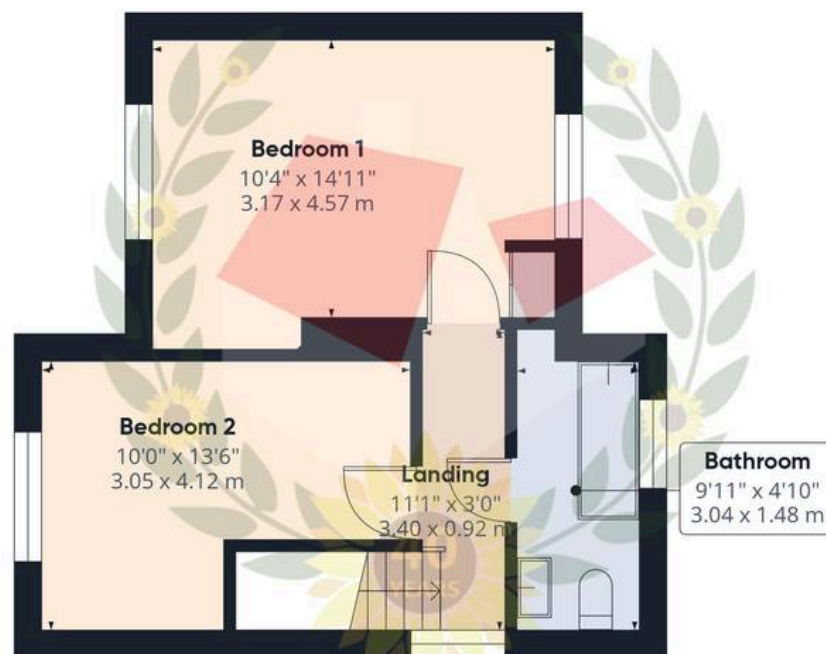 Bedroom 1
10'4" x 14'11"
3.17 x 4.57 m
Bedroom 2
10'0" x 13'6"
3.05 x 4.12 m
Landing
11'1" x 3'0"
3.40 x 0.92 m
Bathroom
9'11" x 4'10"
3.04 x 1.48 m
40
YEARS